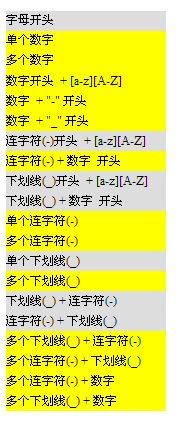 字母开头
单个数字
多个数字
数字开头 + [a-z][A-Z]
数字 + "-" 开头
数字 + "_" 开头
连字符(-)开头 + [a-z][A-Z]
连字符(-) + 数字 开头
下划线(_)开头 + [a-z][A-Z]
下划线(_) + 数字 开头
单个连字符(-)
多个连字符(-)
单个下划线(_)
多个下划线(_)
下划线(_) + 连字符(-)
连字符(-) + 下划线(_)
多个下划线(_) + 连字符(-)
多个连字符(-) + 下划线(_)
多个连字符(-) + 数字
多个下划线(_) + 数字